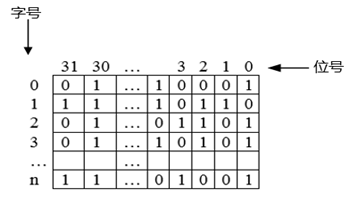 字号
31 30 … 3 2 1 0 位号
0 0 1 … 1 0 0 0 1
1 1 1 … 1 0 1 1 0
2 0 1 … 0 1 1 0 1
3 0 1 … 1 0 1 0 1
… …
n 1 1 … 0 1 0 0 1